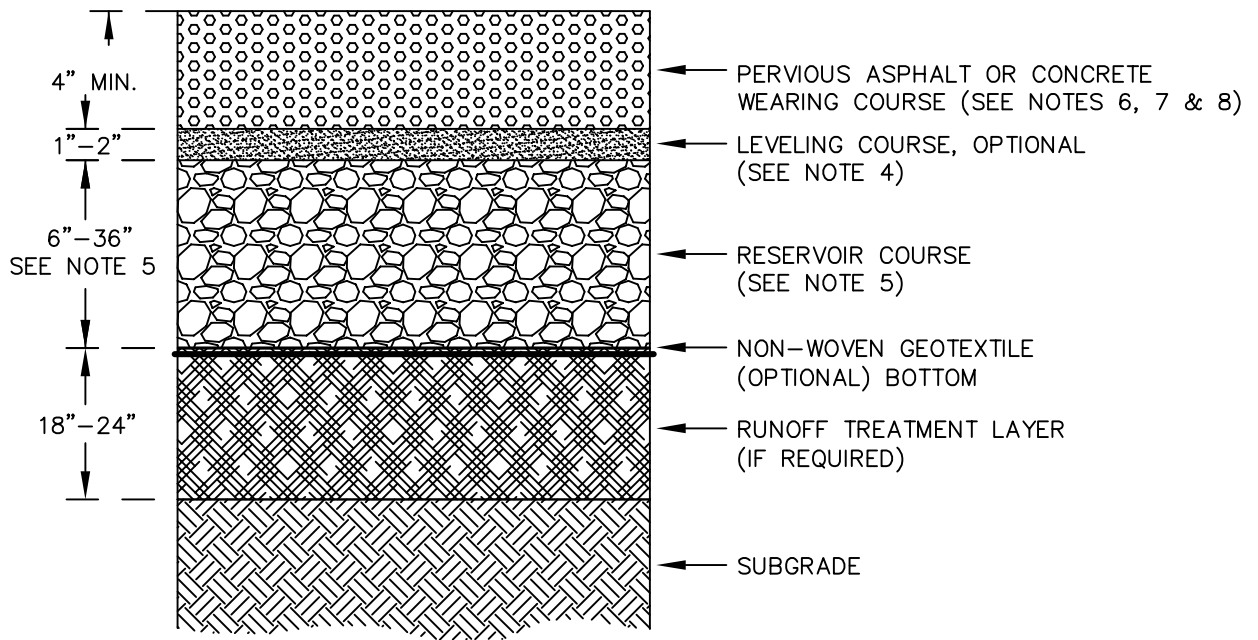 4” MIN.
1”–2”
6”–36”
SEE NOTE 5
18”–24”
PERVIOUS ASPHALT OR CONCRETE
WEARING COURSE (SEE NOTES 6, 7 & 8)
LEVELING COURSE, OPTIONAL
(SEE NOTE 4)
RESERVOIR COURSE
(SEE NOTE 5)
NON–WOVEN GEOTEXTILE
(OPTIONAL) BOTTOM
RUNOFF TREATMENT LAYER
(IF REQUIRED)
SUBGRADE